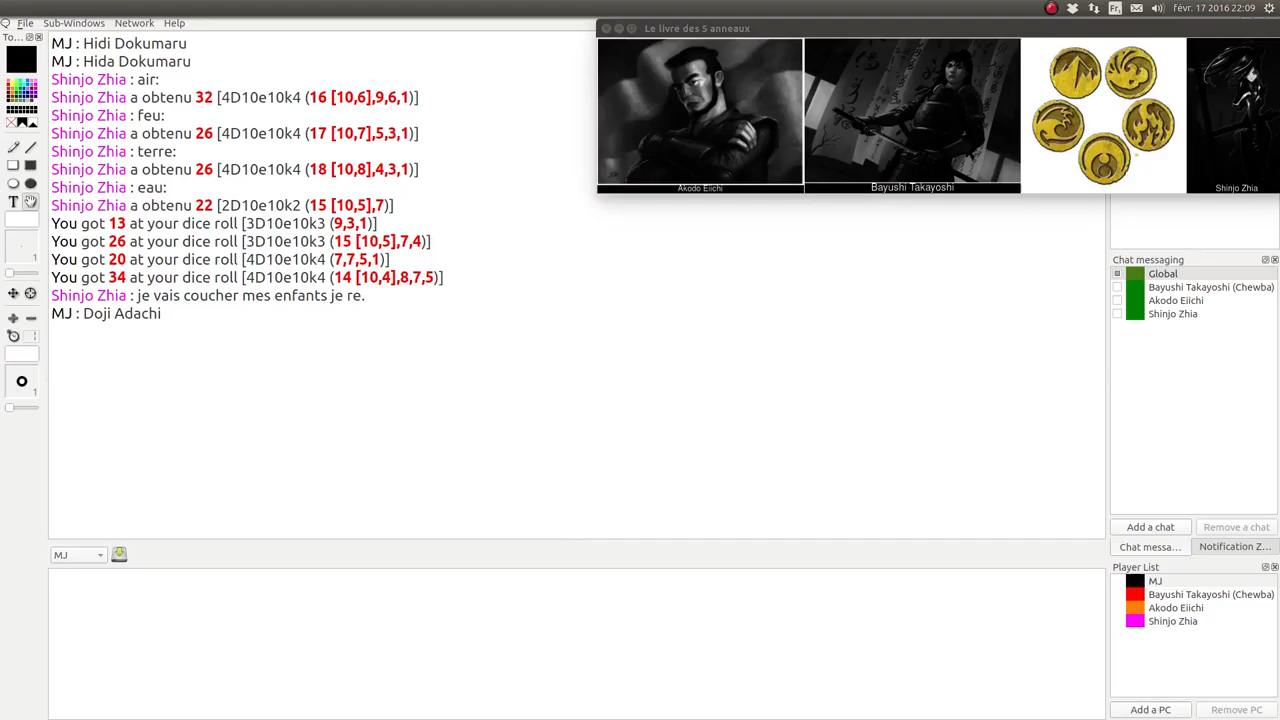 Fr
févr. 17 2016 22:09
File Sub-Windows Network Help
To...
Le livre des 5 anneaux
MJ : Hidi Dokumaru
MJ : Hida Dokumaru
Shinjo Zhia : air:
Shinjo Zhia a obtenu 32 [4D10e10k4 (16 [10,6],9,6,1)]
Shinjo Zhia : feu:
Shinjo Zhia a obtenu 26 [4D10e10k4 (17 [10,7],5,3,1)]
Shinjo Zhia : terre:
Shinjo Zhia a obtenu 26 [4D10e10k4 (18 [10,8],4,3,1)]
Shinjo Zhia : eau:
Shinjo Zhia a obtenu 22 [2D10e10k2 (15 [10,5],7)]
You got 13 at your dice roll [3D10e10k3 (9,3,1)]
You got 26 at your dice roll [3D10e10k3 (15 [10,5],7,4)]
You got 20 at your dice roll [4D10e10k4 (7,7,5,1)]
You got 34 at your dice roll [4D10e10k4 (14 [10,4],8,7,5)]
Shinjo Zhia : je vais coucher mes enfants je re.
MJ : Doji Adachi
Akodo Eiichi
Bayushi Takayoshi
Shinjo Zhia
T
1
1
Chat messaging
Global
Bayushi Takayoshi (Chewba)
Akodo Eiichi
Shinjo Zhia
Add a chat
Remove a chat
Chat messa...
Notification Z...
MJ
Player List
MJ
Bayushi Takayoshi (Chewba)
Akodo Eiichi
Shinjo Zhia
Add a PC
Remove PC